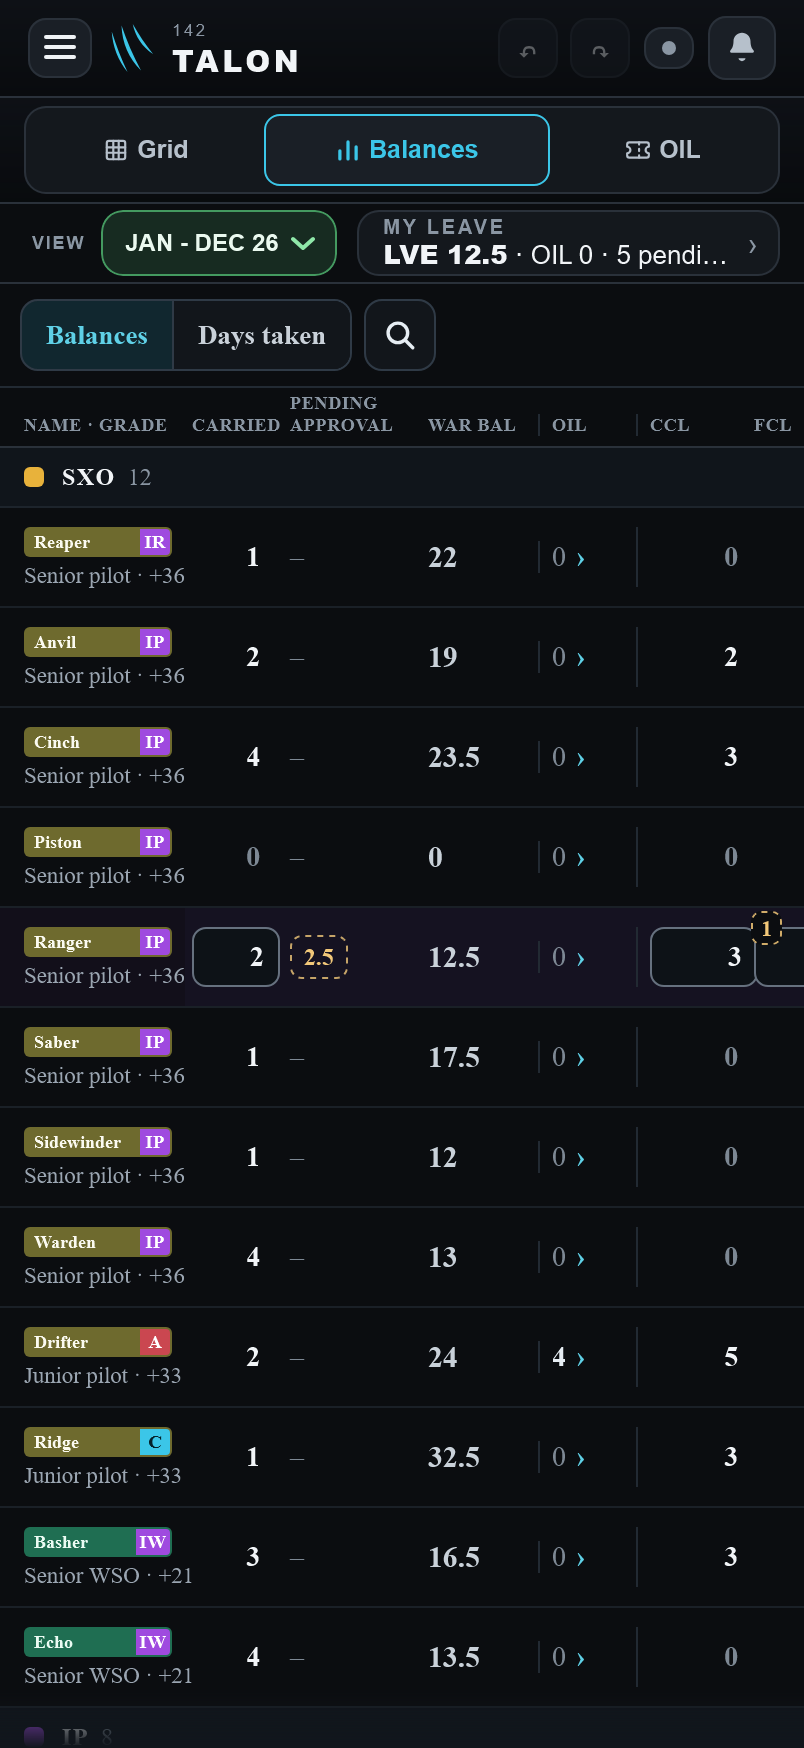 142
TALON
Grid
Balances
OIL
VIEW
JAN - DEC 26
MY LEAVE
LVE 12.5 · OIL 0 · 5 pendi…
Balances
Days taken
NAME · GRADE CARRIED PENDING APPROVAL WAR BAL OIL CCL FCL
SXO 12
Reaper IR
Senior pilot · +36
1 – 22 0 › 0
Anvil IP
Senior pilot · +36
2 – 19 0 › 2
Cinch IP
Senior pilot · +36
4 – 23.5 0 › 3
Piston IP
Senior pilot · +36
0 – 0 0 › 0
Ranger IP
Senior pilot · +36
2 2.5 12.5 0 › 3 1
Saber IP
Senior pilot · +36
1 – 17.5 0 › 0
Sidewinder IP
Senior pilot · +36
1 – 12 0 › 0
Warden IP
Senior pilot · +36
4 – 13 0 › 0
Drifter A
Junior pilot · +33
2 – 24 4 › 5
Ridge C
Junior pilot · +33
1 – 32.5 0 › 3
Basher IW
Senior WSO · +21
3 – 16.5 0 › 3
Echo IW
Senior WSO · +21
4 – 13.5 0 › 0
IP 8